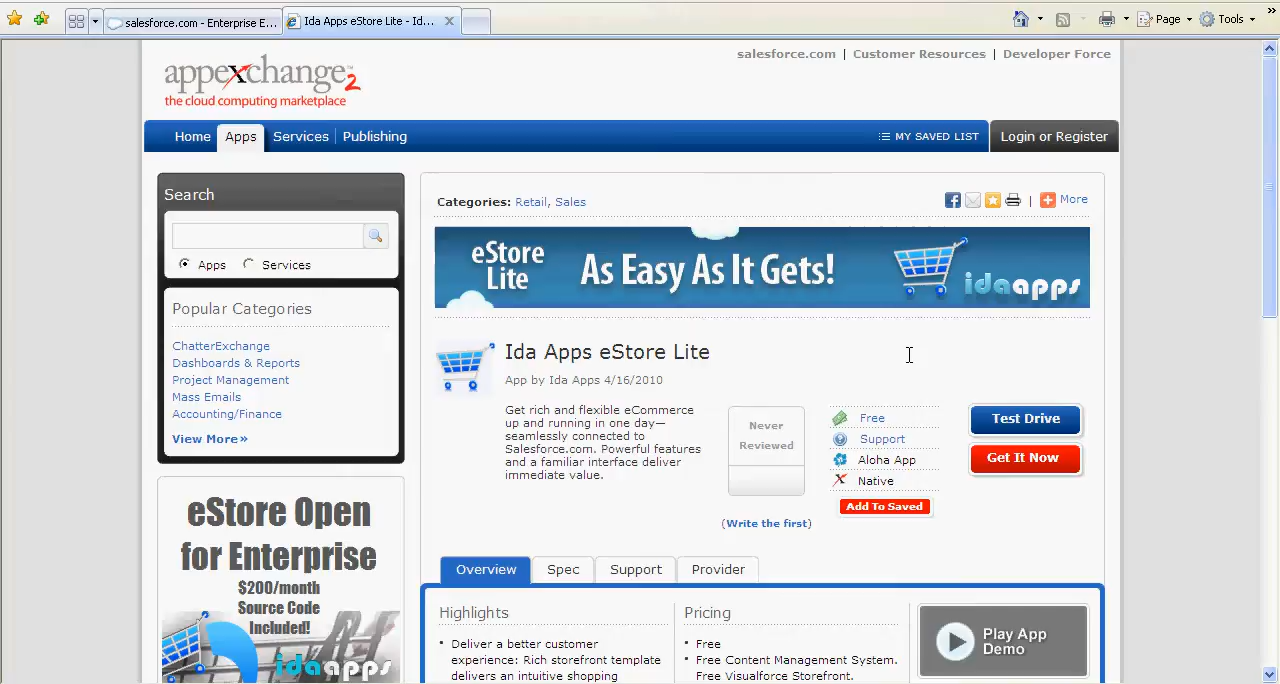 salesforce.com - Enterprise E...
Ida Apps eStore Lite - Ida...
Page
Tools
salesforce.com | Customer Resources | Developer Force
appexchange 2
the cloud computing marketplace
Home
Apps
Services
Publishing
MY SAVED LIST
Login or Register
Search
Apps
Services
Popular Categories
ChatterExchange
Dashboards & Reports
Project Management
Mass Emails
Accounting/Finance
View More»
eStore Open
for Enterprise
$200/month
Source Code
Included!
idaapps
Categories: Retail, Sales
| More
eStore
Lite
As Easy As It Gets!
idaapps
Ida Apps eStore Lite
App by Ida Apps 4/16/2010
Get rich and flexible eCommerce
up and running in one day—
seamlessly connected to
Salesforce.com. Powerful features
and a familiar interface deliver
immediate value.
Never
Reviewed
(Write the first)
Free
Support
Aloha App
Native
Add To Saved
Test Drive
Get It Now
Overview
Spec
Support
Provider
Highlights
• Deliver a better customer
experience: Rich storefront template
delivers an intuitive shopping
Pricing
• Free
• Free Content Management System.
• Free Visualforce Storefront.
Play App
Demo